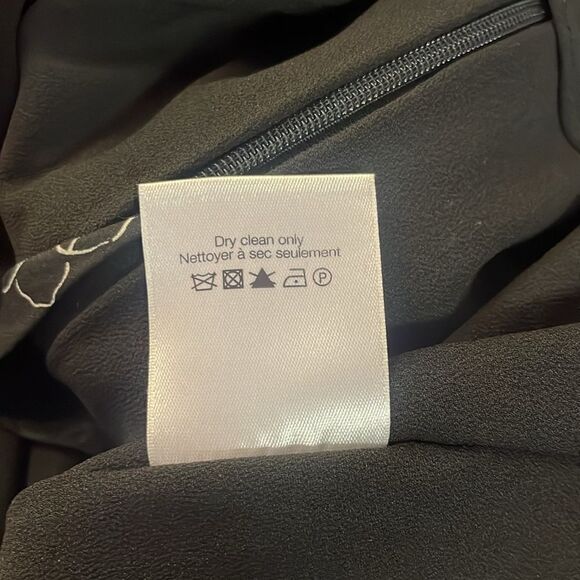 Dry clean only
Nettoyer à sec seulement
P